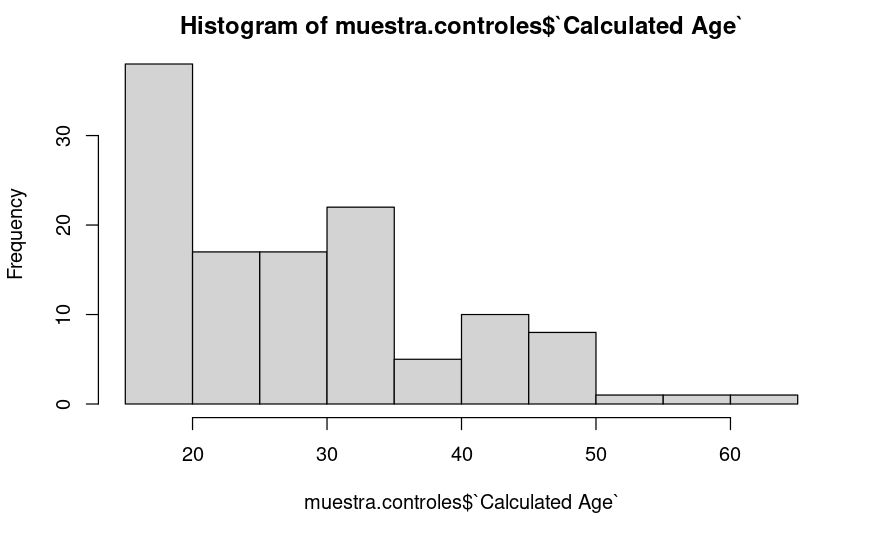 Histogram of muestra.controles$`Calculated Age`
Frequency
30
20
10
0
20 30 40 50 60
muestra.controles$`Calculated Age`